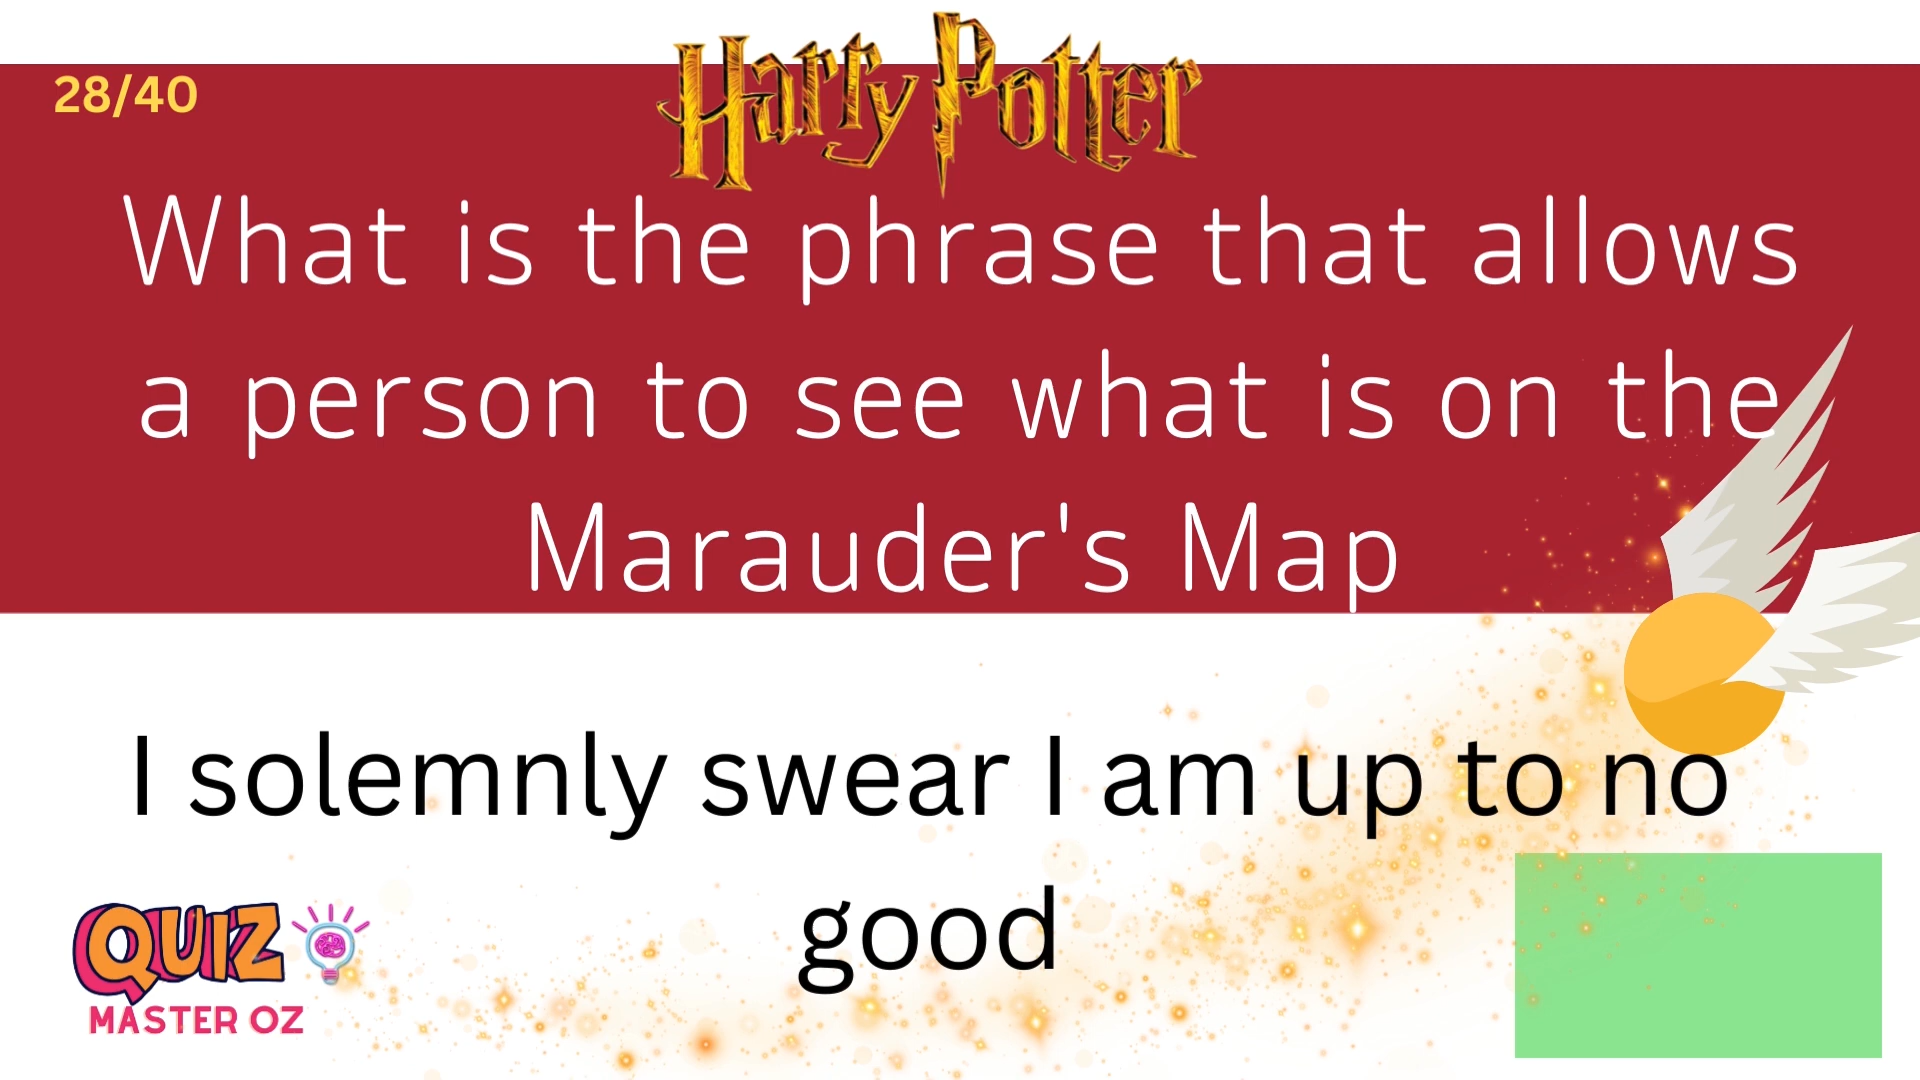 Harry Potter
28/40
What is the phrase that allows
a person to see what is on the
Marauder's Map
I solemnly swear I am up to no
good
QUIZ
MASTER OZ